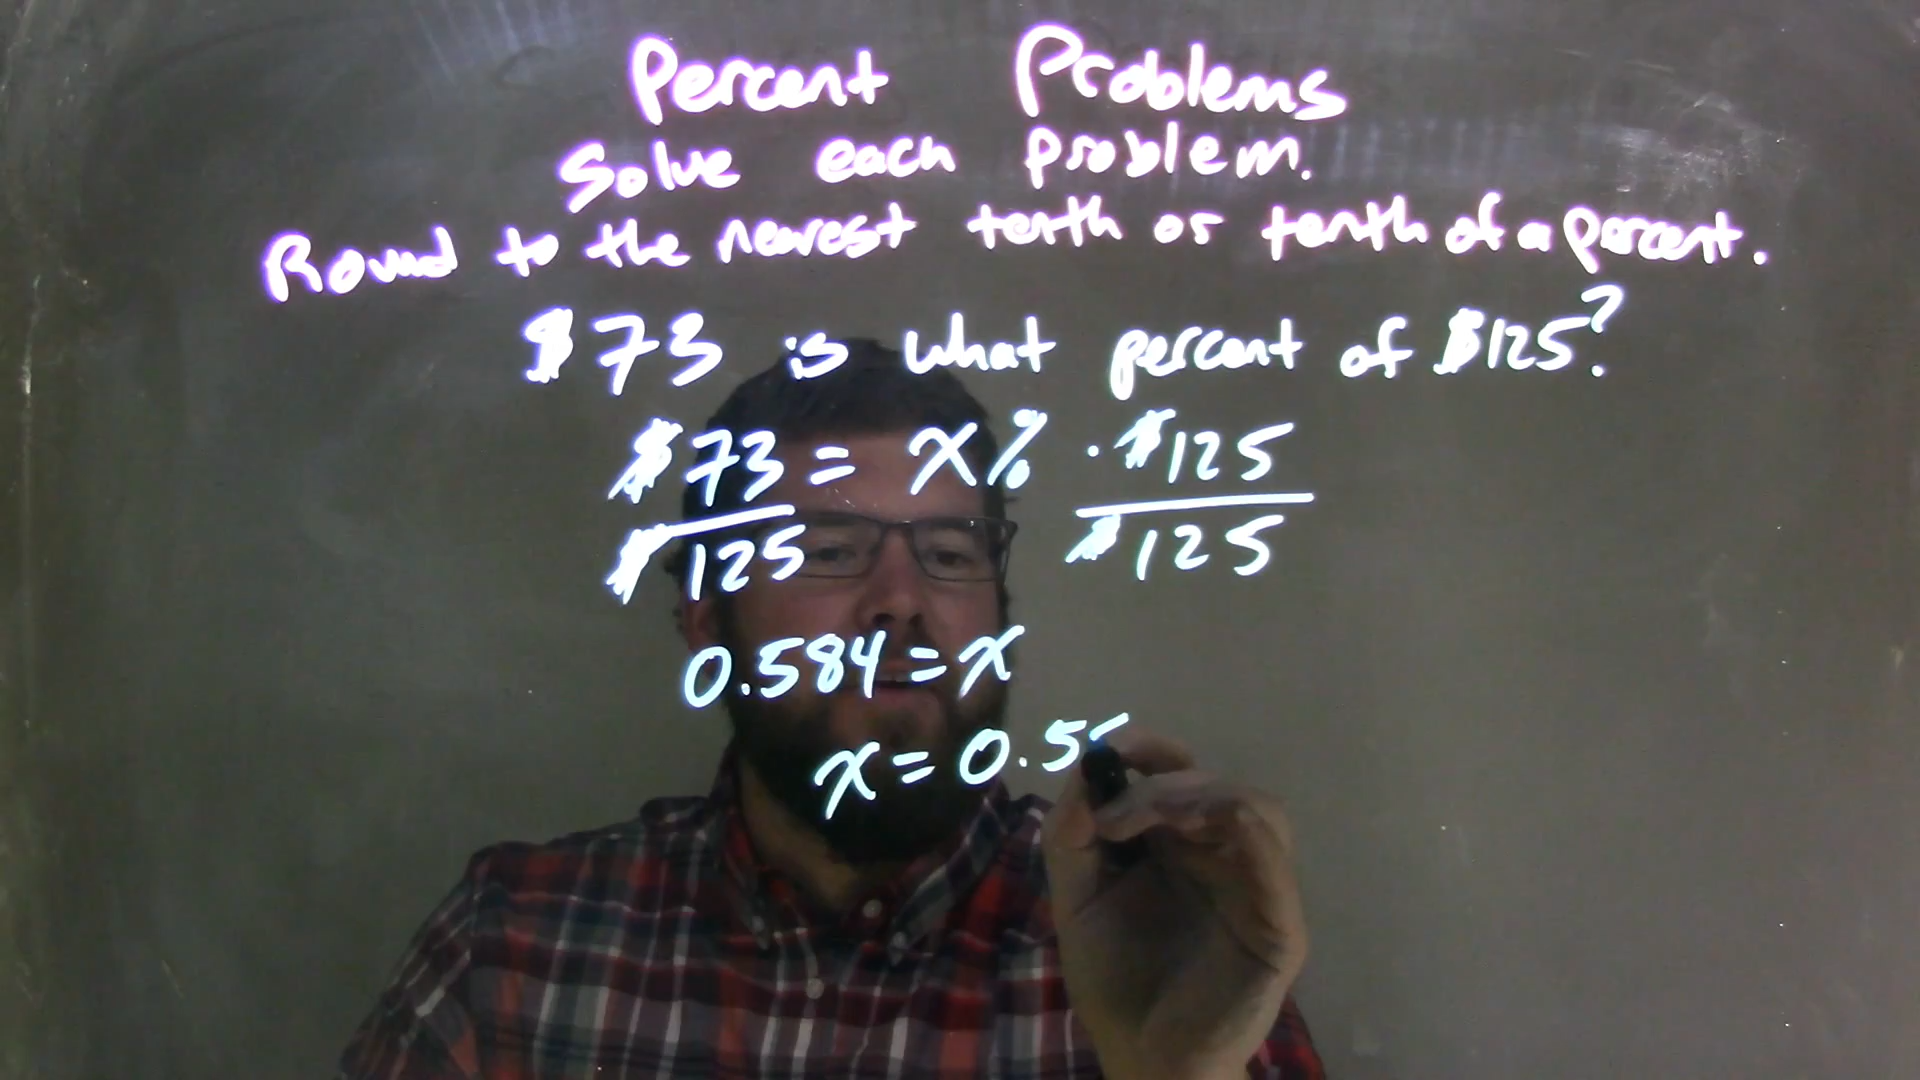 Percent Problems
Solve each problem.
Round to the nearest tenth or tenth of a percent.
$73 is what percent of $125?
$73 = x% · $125
$125 $125
0.584 = x
x = 0.5